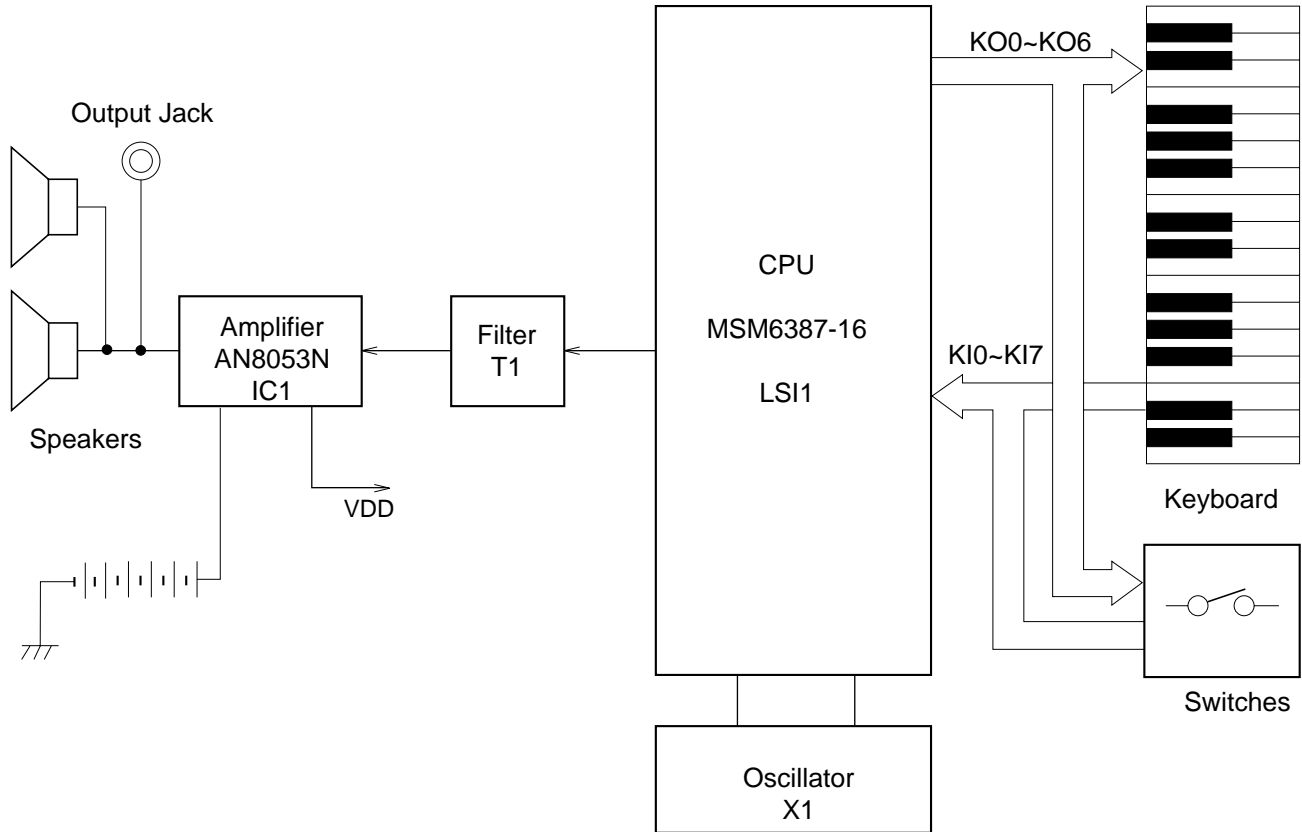 KO0~KO6
Output Jack
CPU
MSM6387-16
LSI1
Amplifier
AN8053N
IC1
Filter
T1
KI0~KI7
Speakers
VDD
Keyboard
Switches
Oscillator
X1